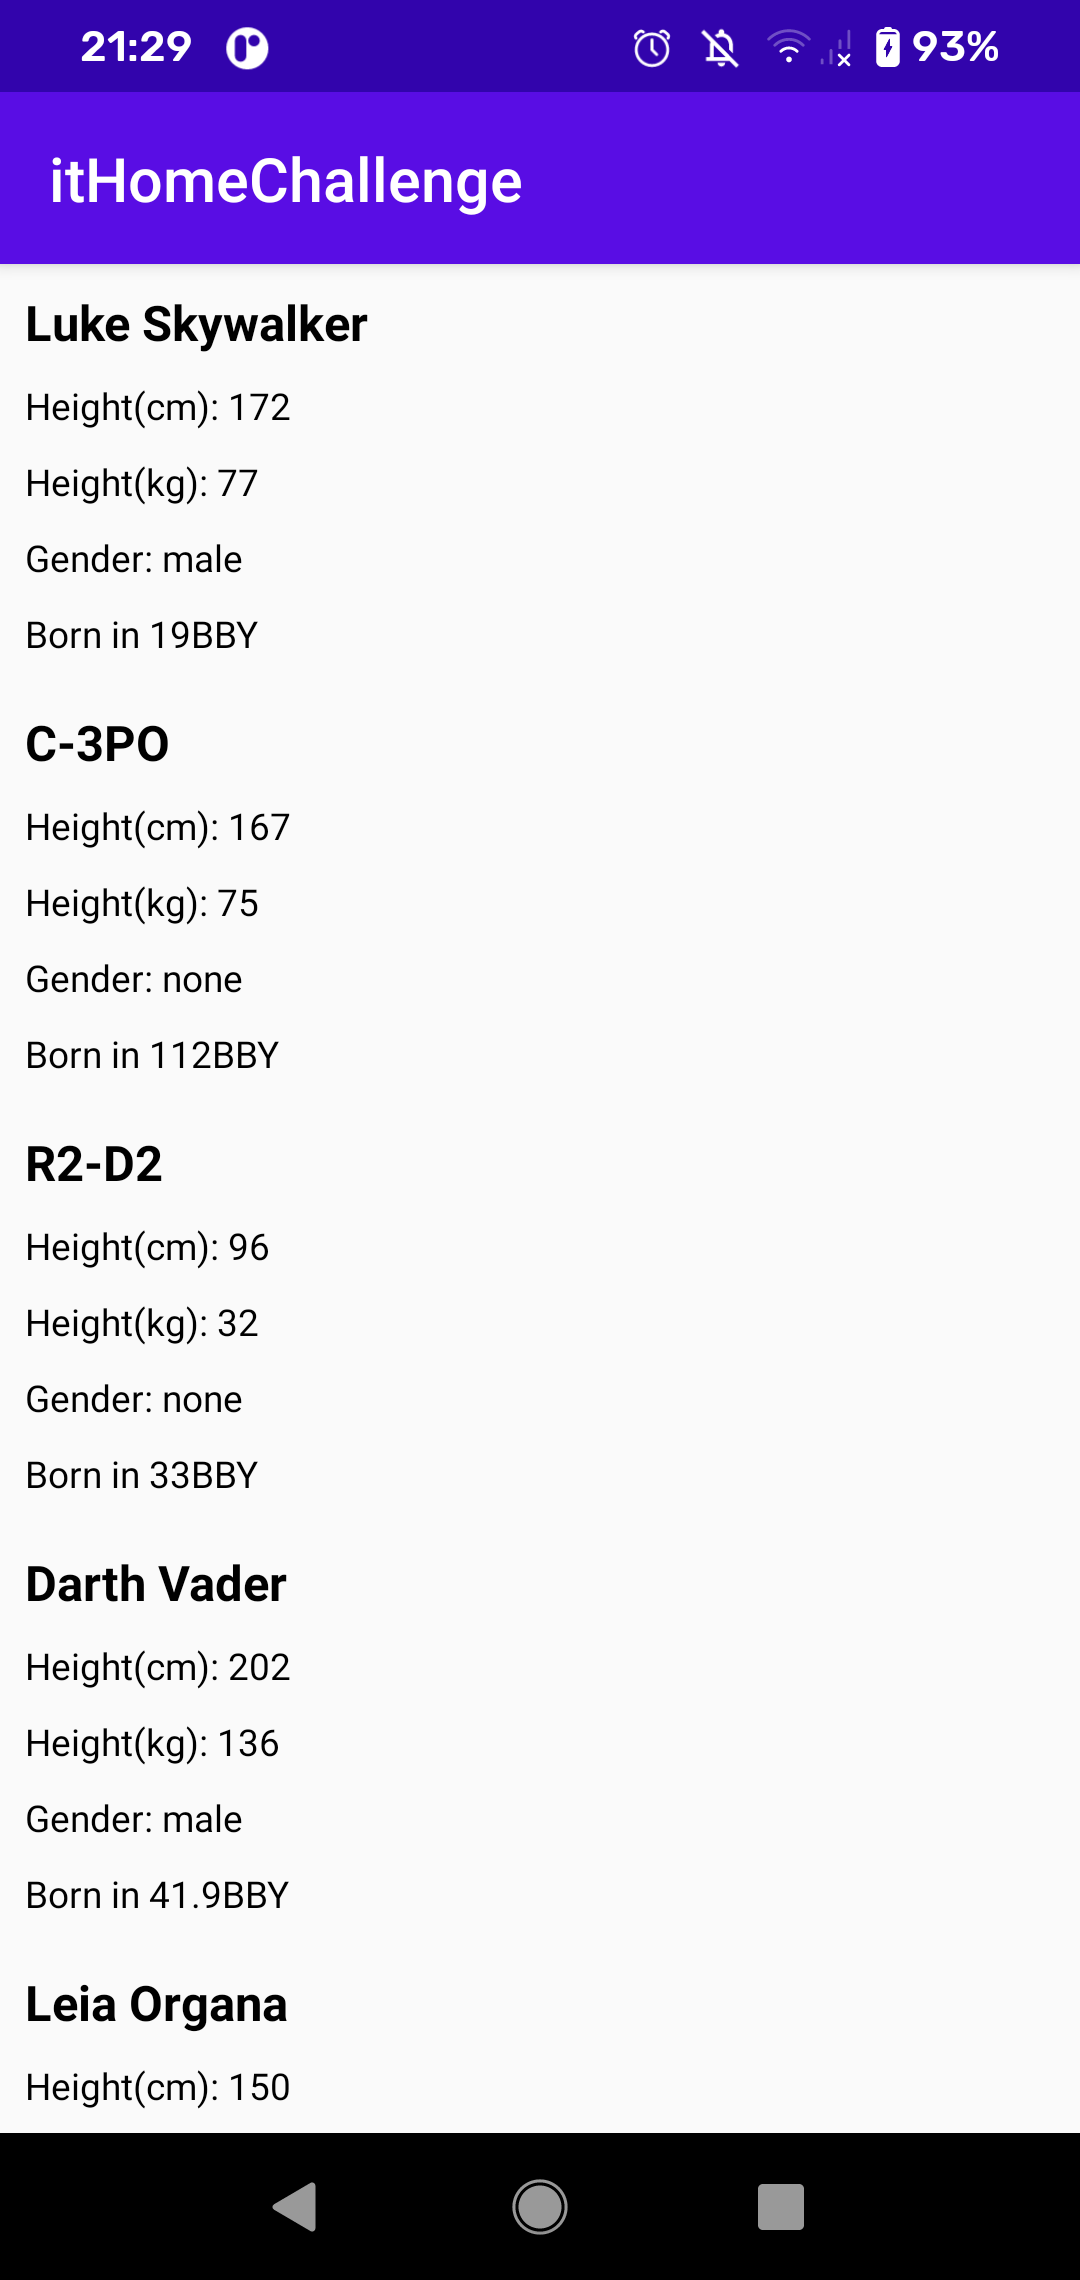 21:29 93%
itHomeChallenge
Luke Skywalker
Height(cm): 172
Height(kg): 77
Gender: male
Born in 19BBY
C-3PO
Height(cm): 167
Height(kg): 75
Gender: none
Born in 112BBY
R2-D2
Height(cm): 96
Height(kg): 32
Gender: none
Born in 33BBY
Darth Vader
Height(cm): 202
Height(kg): 136
Gender: male
Born in 41.9BBY
Leia Organa
Height(cm): 150